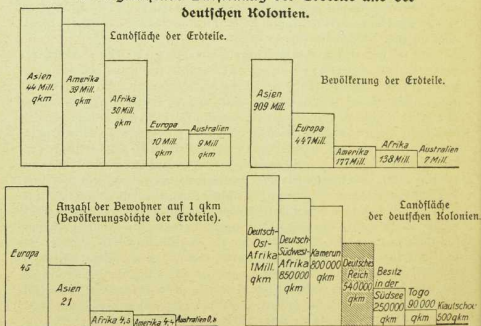 deutschen Kolonien.
Landfläche der Erdteile.
Asien
44 Mill.
qkm
Amerika
39 Mill.
qkm
Afrika
30 Mill.
qkm
Europa
10 Mill.
qkm
Australien
9 Mill
qkm
Bevölkerung der Erdteile.
Asien
909 Mill.
Europa
447 Mill.
Amerika
177 Mill.
Afrika
138 Mill.
Australien
7 Mill.
Anzahl der Bewohner auf 1 qkm
(Bevölkerungsdichte der Erdteile).
Europa
45
Asien
21
Afrika 4,5
Amerika 4,4
Australien 0,8
Landfläche
der deutschen Kolonien.
Deutsch-
Ost-
Afrika
1 Mill.
qkm
Deutsch-
Südwest-
Afrika
850000
qkm
Kamerun
800000
qkm
Deutsches
Reich
540000
qkm
Besitz
in der
Südsee
250000
qkm
Togo
90000
qkm
Kiautschou
500 qkm